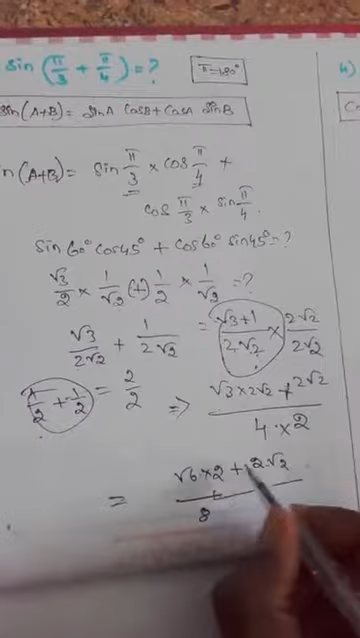 sin(π/3 + π/4) = ?
π = 180°
4)
sin(A+B) = sinA cosB + cosA sinB
in(A+B) = sin π/3 × cos π/4 +
cos π/3 × sin π/4.
sin60° cos45° + cos60° sin45° = ?
√3/2 × 1/√2 (+) 1/2 × 1/√2 = ?
√3/2√2 + 1/2√2 = √3+1/2√2 × 2√2/2√2
1/2 + 1/2 = 2/2 ⇒ √3×2√2 + 2√2/4×2
= √6×2 + 2√2/8